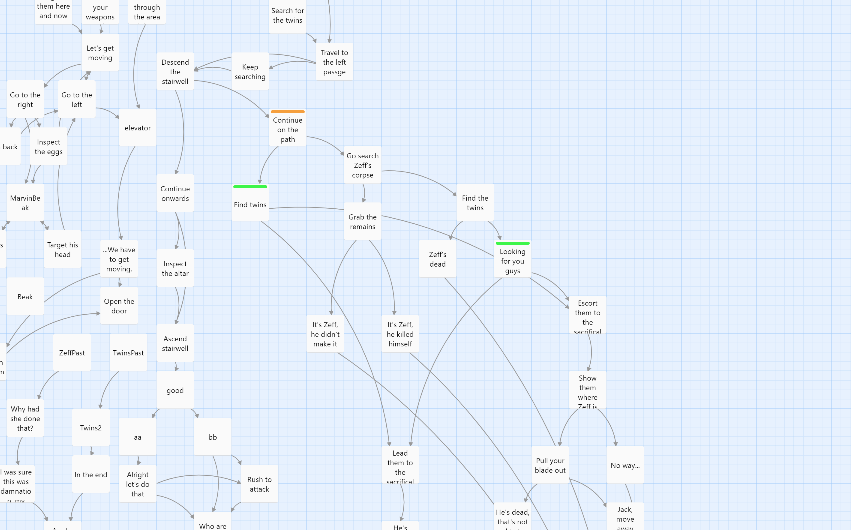 them here
and now
your
weapons
through
the area
Search for
the twins
Let's get
moving
Travel to
the left
passge
Descend
the
stairwell
Keep
searching
Go to the
right
Go to the
left
Continue
on the
path
elevator
back
Inspect
the eggs
Go search
Zeff's
corpse
Continue
onwards
Find twins
MarvinBe
ak
Find the
twins
Grab the
remains
Target his
head
...We have
to get
moving.
Zeff's
dead
Looking
for you
guys
Inspect
the altar
Beak
Open the
door
Escort
them to
the
sacrifical
It's Zeff,
he didn't
make it
It's Zeff,
he killed
himself
Ascend
stairwell
ZeffPast
TwinsPast
good
Show
them
where
Zeff is
Why had
she done
that?
Twins2
aa
bb
Lead
them to
the
sacrifical
Pull your
blade out
No way...
I was sure
this was
damnatio
In the end
Alright
let's do
that
Rush to
attack
He's dead,
that's not
Jack,
move
Who are
He's